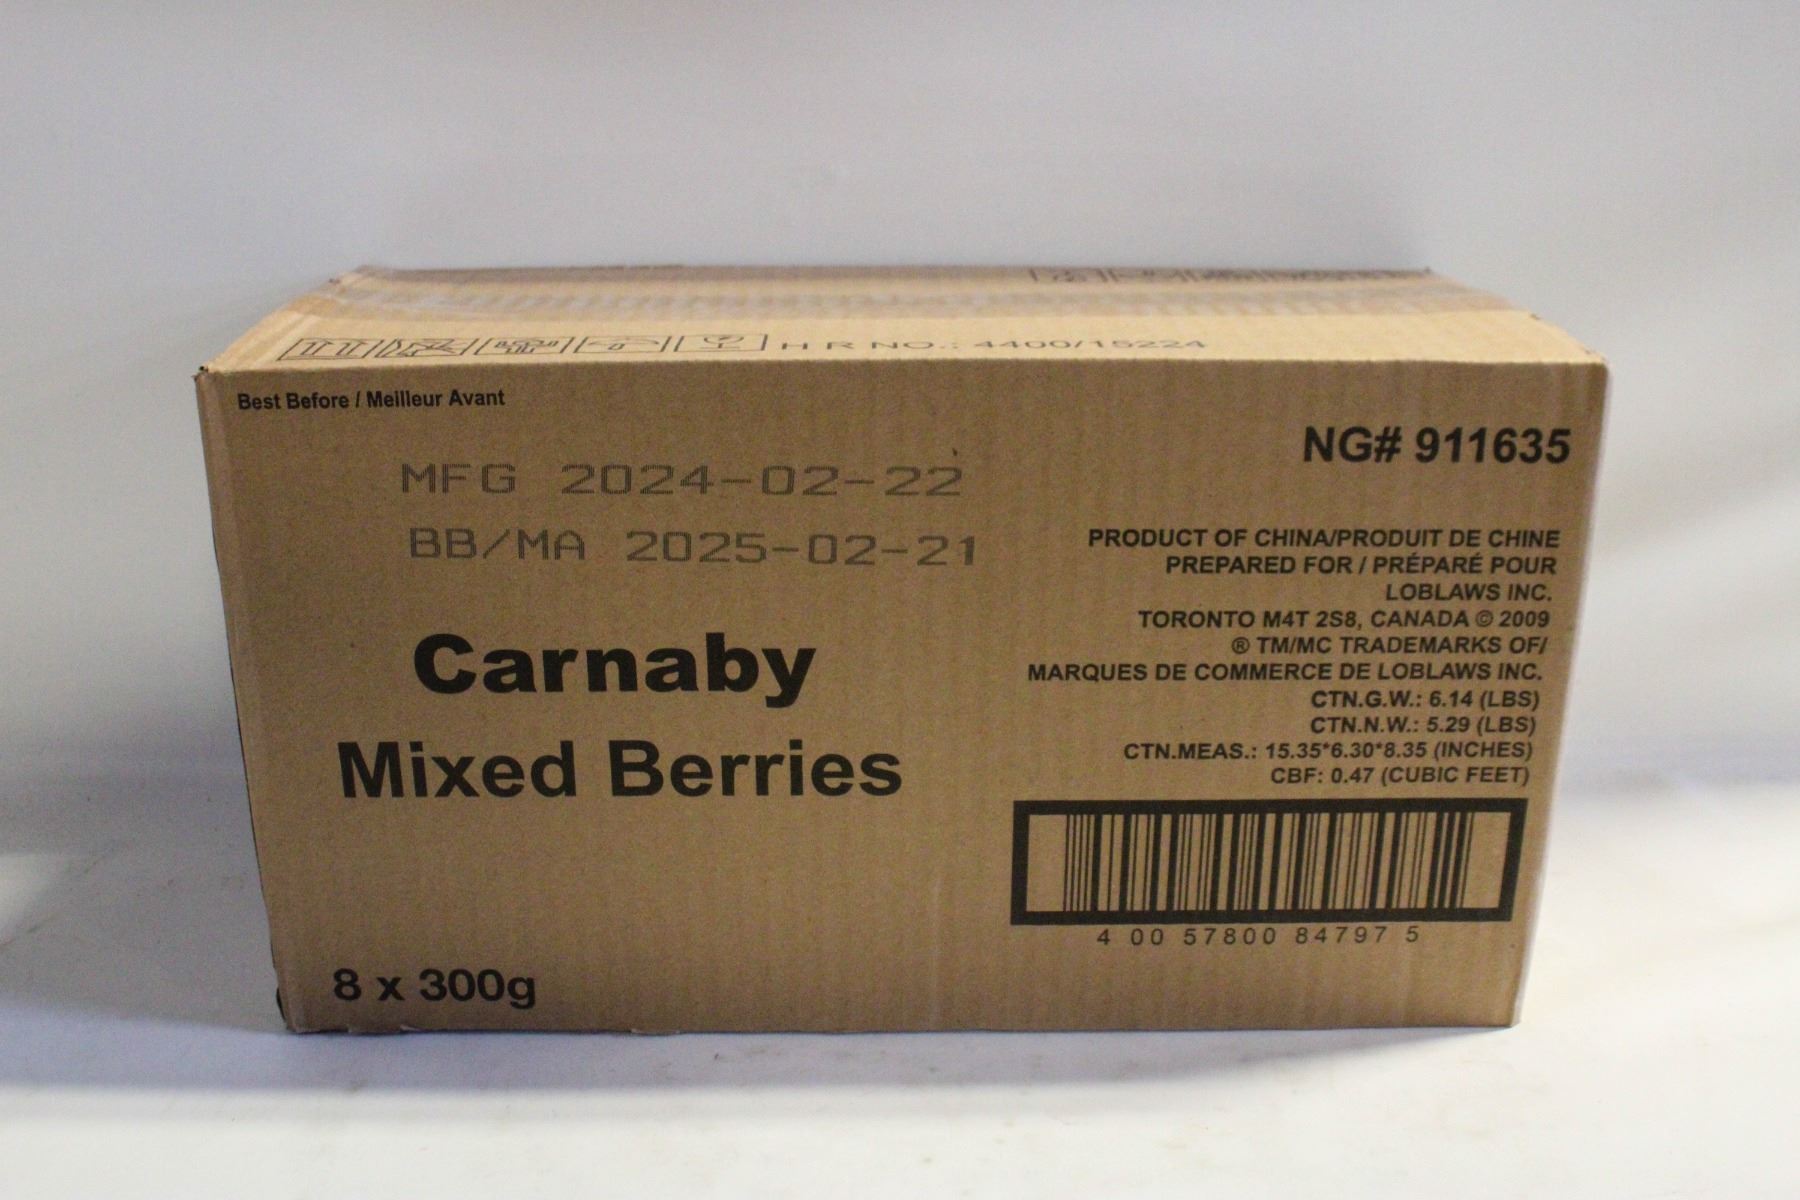 H R NO.: 4400/15224
Best Before / Meilleur Avant
NG# 911635
MFG 2024-02-22
BB/MA 2025-02-21
PRODUCT OF CHINA/PRODUIT DE CHINE
PREPARED FOR / PRÉPARÉ POUR
LOBLAWS INC.
TORONTO M4T 2S8, CANADA © 2009
® TM/MC TRADEMARKS OF/
MARQUES DE COMMERCE DE LOBLAWS INC.
CTN.G.W.: 6.14 (LBS)
CTN.N.W.: 5.29 (LBS)
CTN.MEAS.: 15.35*6.30*8.35 (INCHES)
CBF: 0.47 (CUBIC FEET)
Carnaby
Mixed Berries
4 00 57800 84797 5
8 x 300g